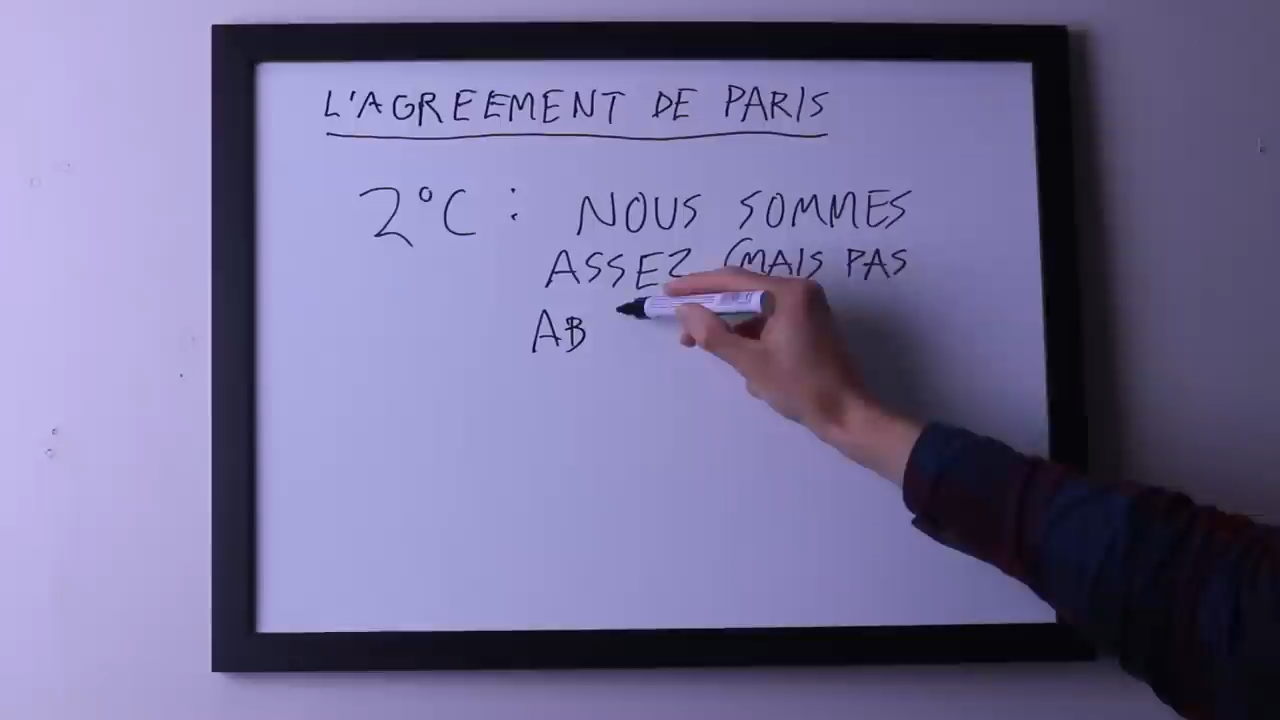 L'AGREEMENT DE PARIS
2°C : NOUS SOMMES
ASSEZ (MAIS PAS
AB